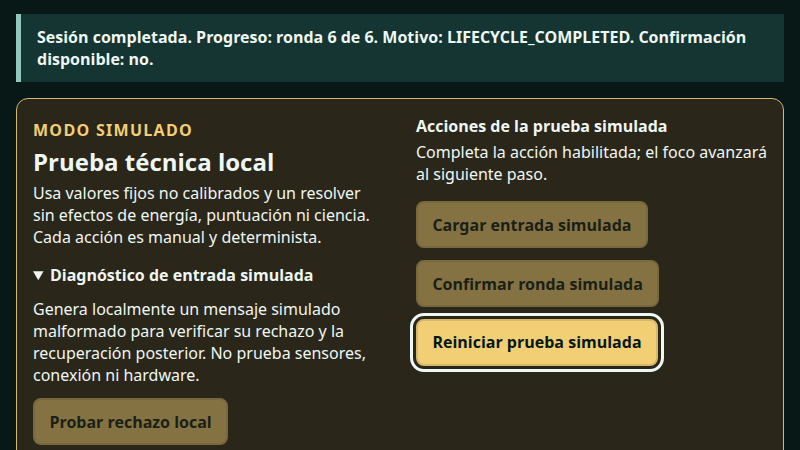 Sesión completada. Progreso: ronda 6 de 6. Motivo: LIFECYCLE_COMPLETED. Confirmación
disponible: no.
MODO SIMULADO
Prueba técnica local
Usa valores fijos no calibrados y un resolver
sin efectos de energía, puntuación ni ciencia.
Cada acción es manual y determinista.
▼ Diagnóstico de entrada simulada
Genera localmente un mensaje simulado
malformado para verificar su rechazo y la
recuperación posterior. No prueba sensores,
conexión ni hardware.
Probar rechazo local
Acciones de la prueba simulada
Completa la acción habilitada; el foco avanzará
al siguiente paso.
Cargar entrada simulada
Confirmar ronda simulada
Reiniciar prueba simulada